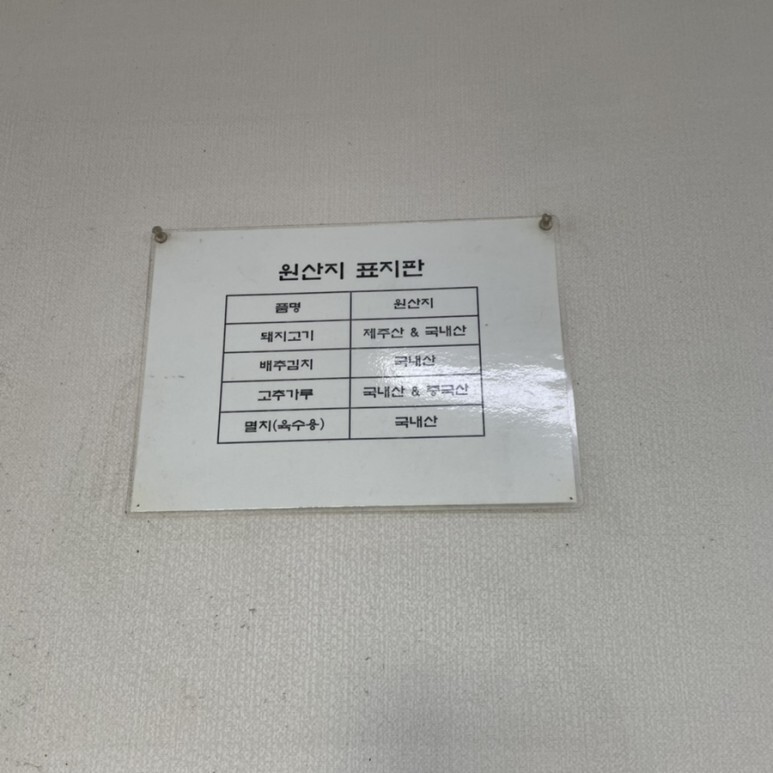 원산지 표지판
품명 원산지
돼지고기 제주산 & 국내산
배추김치 국내산
고추가루 국내산 & 중국산
멸치(육수용) 국내산